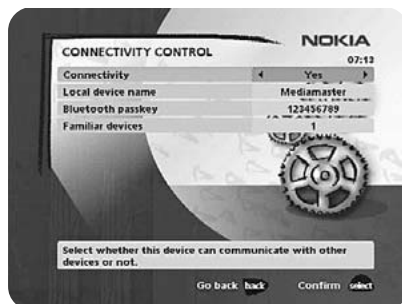 NOKIA
CONNECTIVITY CONTROL
07:13
Connectivity Yes
Local device name Mediamaster
Bluetooth passkey 123456789
Familiar devices 1
Select whether this device can communicate with other
devices or not.
Go back back Confirm select